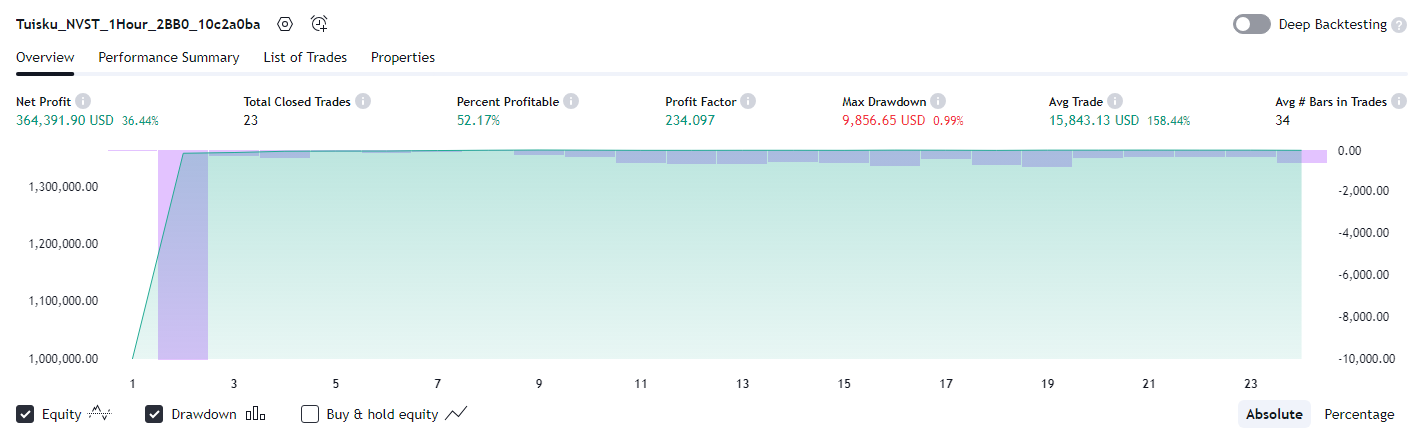 Tuisku_NVST_1Hour_2BB0_10c2a0ba
Deep Backtesting ?
Overview Performance Summary List of Trades Properties
Net Profit i Total Closed Trades i Percent Profitable i Profit Factor i Max Drawdown i Avg Trade i Avg # Bars in Trades i
364,391.90 USD 36.44% 23 52.17% 234.097 9,856.65 USD 0.99% 15,843.13 USD 158.44% 34
0.00
1,300,000.00
-2,000.00
-4,000.00
1,200,000.00
-6,000.00
1,100,000.00
-8,000.00
1,000,000.00 -10,000.00
1 3 5 7 9 11 13 15 17 19 21 23
Equity Drawdown Buy & hold equity Absolute Percentage